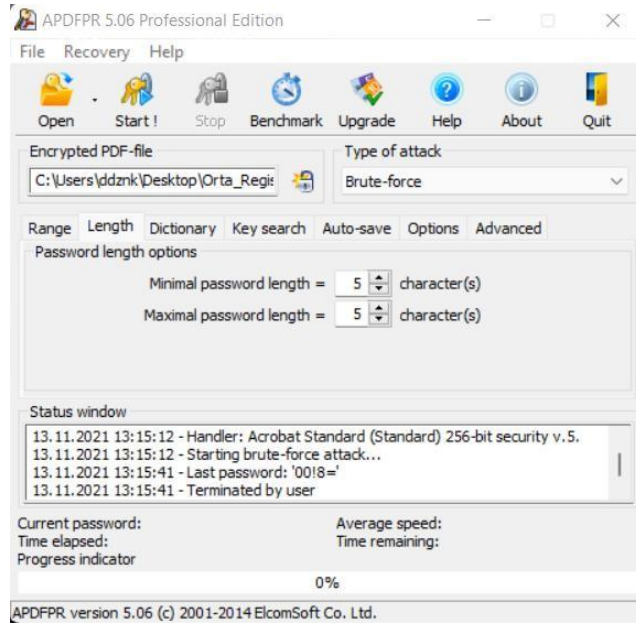 APDFPR 5.06 Professional Edition
File Recovery Help
Open Start! Stop Benchmark Upgrade Help About Quit
Encrypted PDF-file
C:\Users\ddznk\Desktop\Orta_Regis
Type of attack
Brute-force
Range Length Dictionary Key search Auto-save Options Advanced
Password length options
Minimal password length = 5 character(s)
Maximal password length = 5 character(s)
Status window
13.11.2021 13:15:12 - Handler: Acrobat Standard (Standard) 256-bit security v.5.
13.11.2021 13:15:12 - Starting brute-force attack...
13.11.2021 13:15:41 - Last password: '00!8='
13.11.2021 13:15:41 - Terminated by user
Current password: Average speed:
Time elapsed: Time remaining:
Progress indicator
0%
APDFPR version 5.06 (c) 2001-2014 ElcomSoft Co. Ltd.